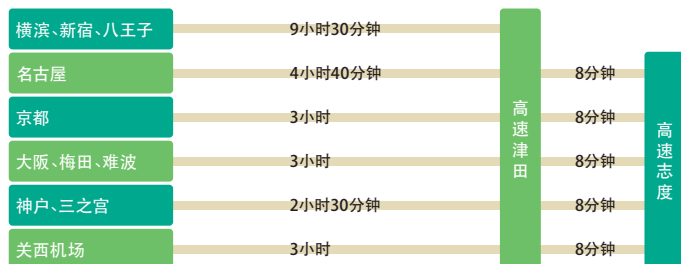 横滨、新宿、八王子
9小时30分钟
名古屋
4小时40分钟
8分钟
京都
3小时
8分钟
大阪、梅田、难波
3小时
8分钟
神户、三之宫
2小时30分钟
8分钟
关西机场
3小时
8分钟
高速津田
高速志度